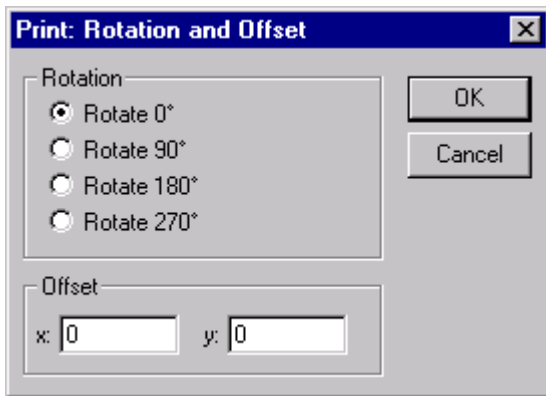 Print: Rotation and Offset
Rotation
Rotate 0°
Rotate 90°
Rotate 180°
Rotate 270°
OK
Cancel
Offset
x: 0 y: 0